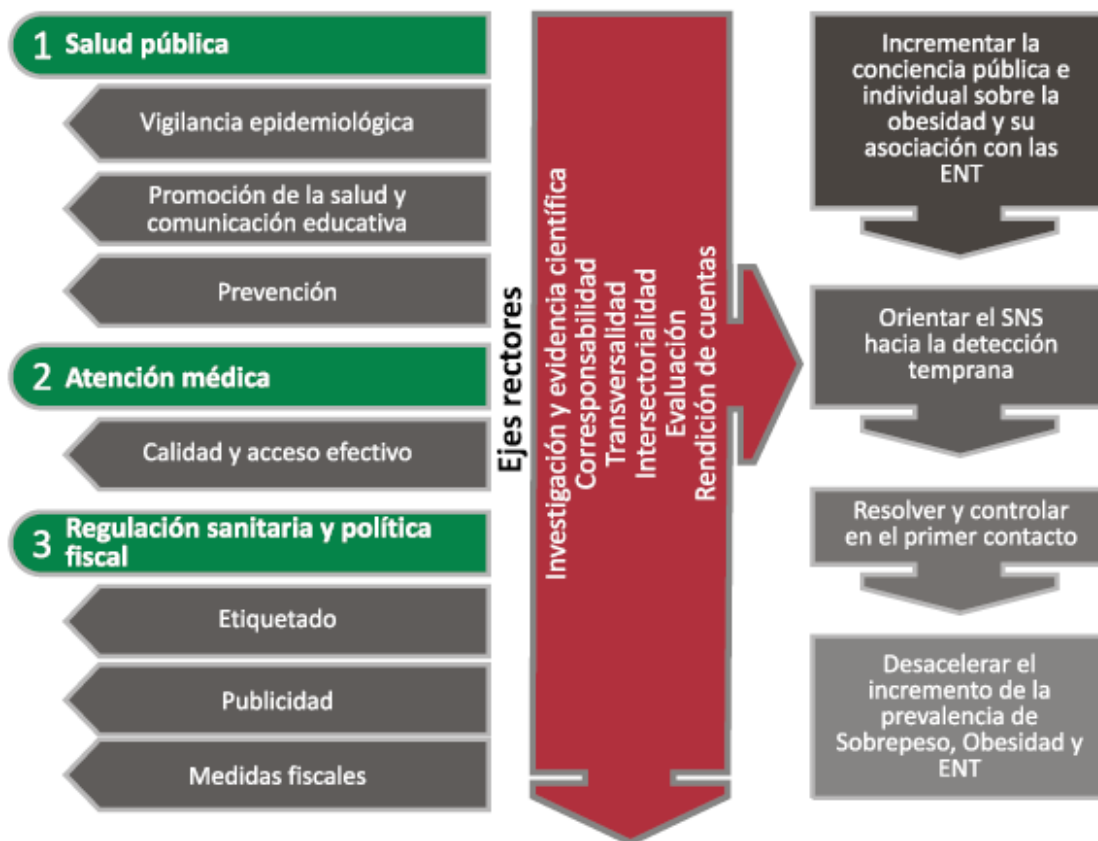 1 Salud pública
Vigilancia epidemiológica
Promoción de la salud y
comunicación educativa
Prevención
2 Atención médica
Calidad y acceso efectivo
3 Regulación sanitaria y política
fiscal
Etiquetado
Publicidad
Medidas fiscales
Ejes rectores
Investigación y evidencia científica
Corresponsabilidad
Transversalidad
Intersectorialidad
Evaluación
Rendición de cuentas
Incrementar la
conciencia pública e
individual sobre la
obesidad y su
asociación con las
ENT
Orientar el SNS
hacia la detección
temprana
Resolver y controlar
en el primer contacto
Desacelerar el
incremento de la
prevalencia de
Sobrepeso, Obesidad y
ENT